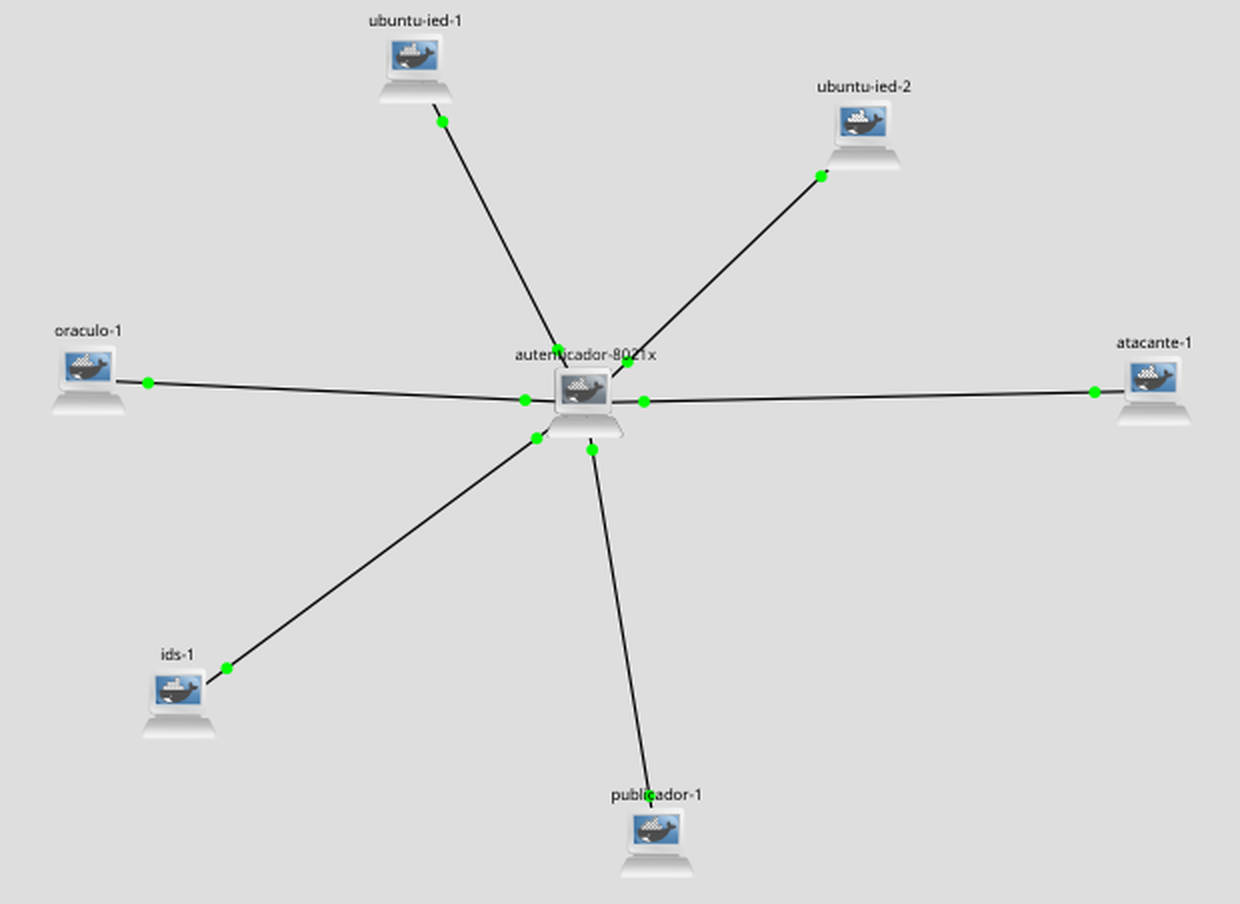 ubuntu-ied-1
ubuntu-ied-2
oraculo-1
atacante-1
autenticador-8021x
ids-1
publicador-1